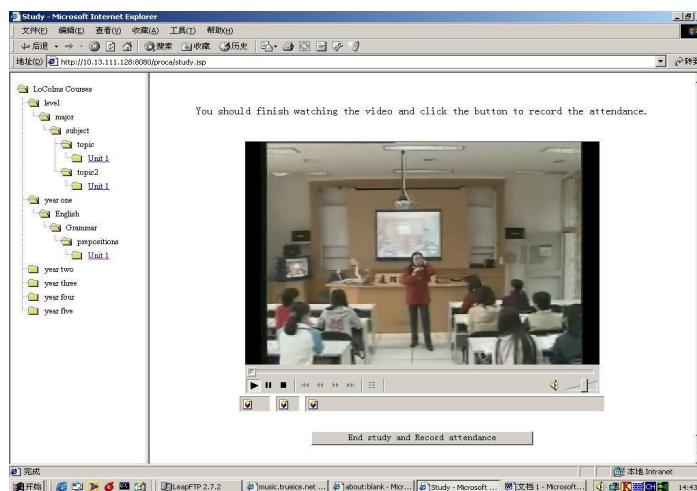 Study - Microsoft Internet Explorer
文件(F) 编辑(E) 查看(V) 收藏(A) 工具(T) 帮助(H)
后退 搜索 收藏 历史
地址(D) http://10.13.111.128:8080/proca/study.jsp 转到
LoColms Courses
level
major
subject
topic
Unit 1
topic2
Unit 1
year one
English
Grammar
prepositions
Unit 1
year two
year three
year four
year five
You should finish watching the video and click the button to record the attendance.
End study and Record attendance
完成 本地 Intranet
开始 LeapFTP 2.7.2 music.trueice.net ... about:blank - Micr... Study - Microsoft ... 文档 1 - Microsoft... CH